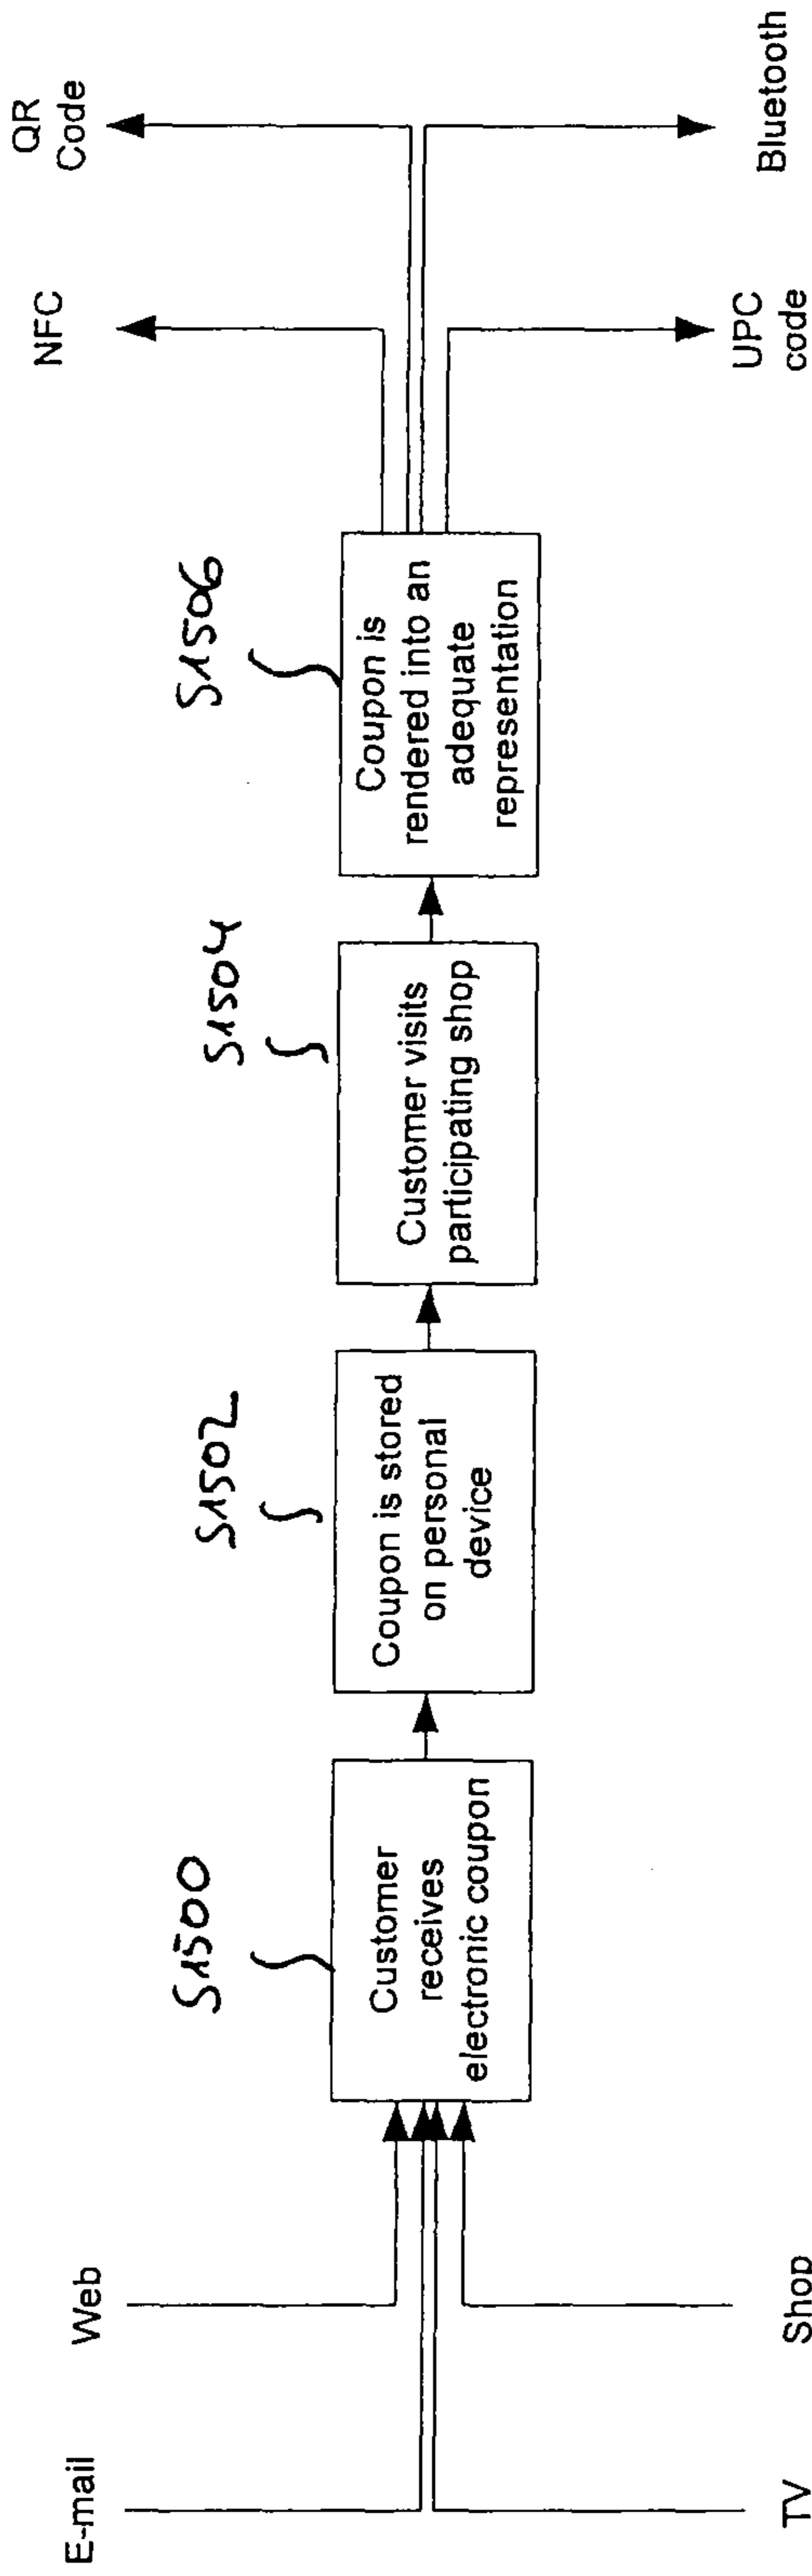 E-mail
Web
TV
Shop
S1500
Customer
receives
electronic coupon
S1502
Coupon is stored
on personal
device
S1504
Customer visits
participating shop
S1506
Coupon is
rendered into an
adequate
representation
NFC
QR
Code
UPC
code
Bluetooth